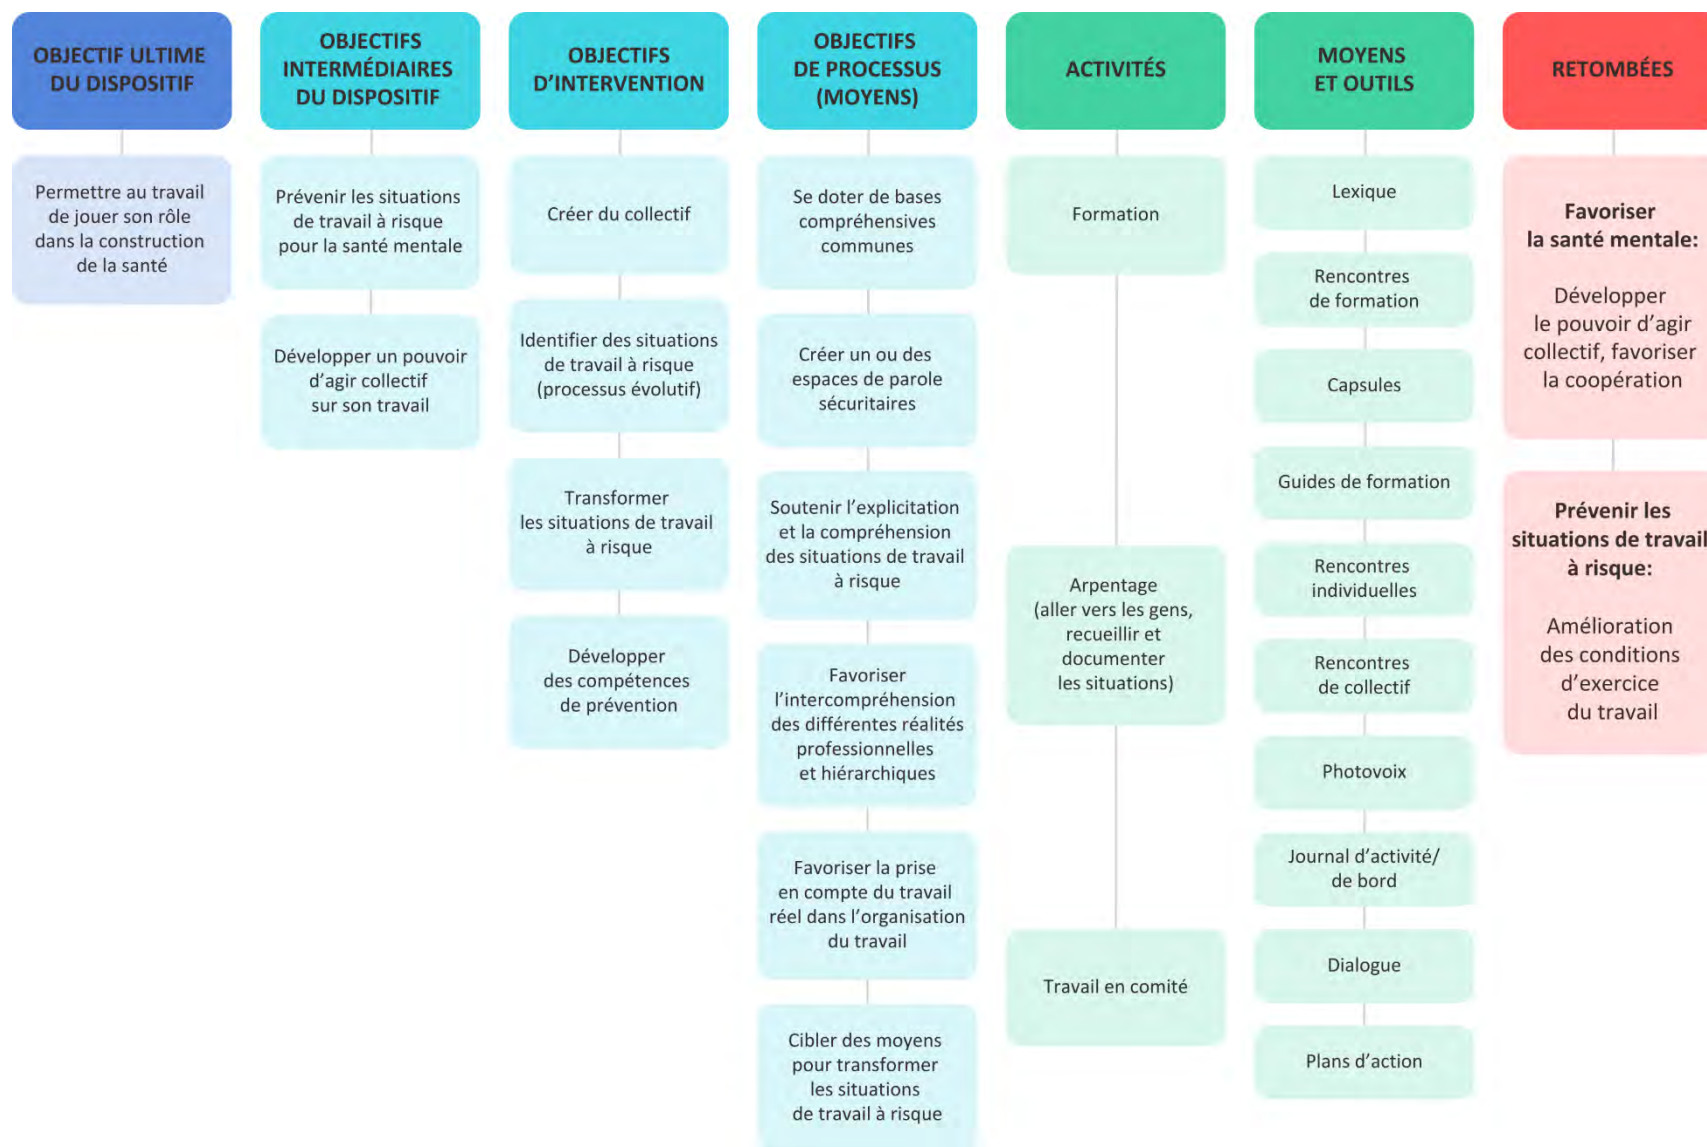 OBJECTIF ULTIME
DU DISPOSITIF
Permettre au travail
de jouer son rôle
dans la construction
de la santé
OBJECTIFS
INTERMÉDIAIRES
DU DISPOSITIF
Prévenir les situations
de travail à risque
pour la santé mentale
Développer un pouvoir
d’agir collectif
sur son travail
OBJECTIFS
D’INTERVENTION
Créer du collectif
Identifier des situations
de travail à risque
(processus évolutif)
Transformer
les situations de travail
à risque
Développer
des compétences
de prévention
OBJECTIFS
DE PROCESSUS
(MOYENS)
Se doter de bases
compréhensives
communes
Créer un ou des
espaces de parole
sécuritaires
Soutenir l’explicitation
et la compréhension
des situations de travail
à risque
Favoriser
l’intercompréhension
des différentes réalités
professionnelles
et hiérarchiques
Favoriser la prise
en compte du travail
réel dans l’organisation
du travail
Cibler des moyens
pour transformer
les situations
de travail à risque
ACTIVITÉS
Formation
Arpentage
(aller vers les gens,
recueillir et
documenter
les situations)
Travail en comité
MOYENS
ET OUTILS
Lexique
Rencontres
de formation
Capsules
Guides de formation
Rencontres
individuelles
Rencontres
de collectif
Photovoix
Journal d’activité/
de bord
Dialogue
Plans d’action
RETOMBÉES
Favoriser
la santé mentale:
Développer
le pouvoir d’agir
collectif, favoriser
la coopération
Prévenir les
situations de travail
à risque:
Amélioration
des conditions
d’exercice
du travail